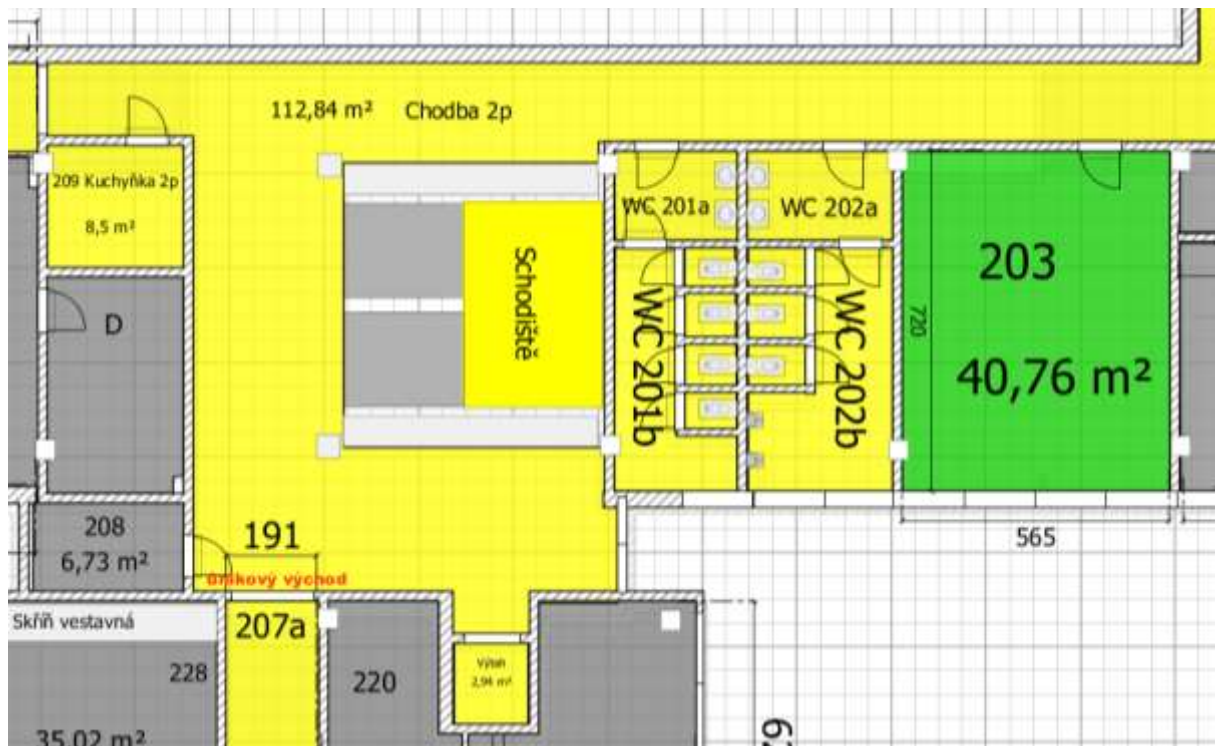 112,84 m² Chodba 2p
209 Kuchyňka 2p
8,5 m²
WC 201a
WC 202a
Schodiště
WC 201b
WC 202b
203
720
40,76 m²
D
565
208
6,73 m²
191
východ
Skříň vestavná
207a
228
220
Výtah
2,94 m²
35,02 m²